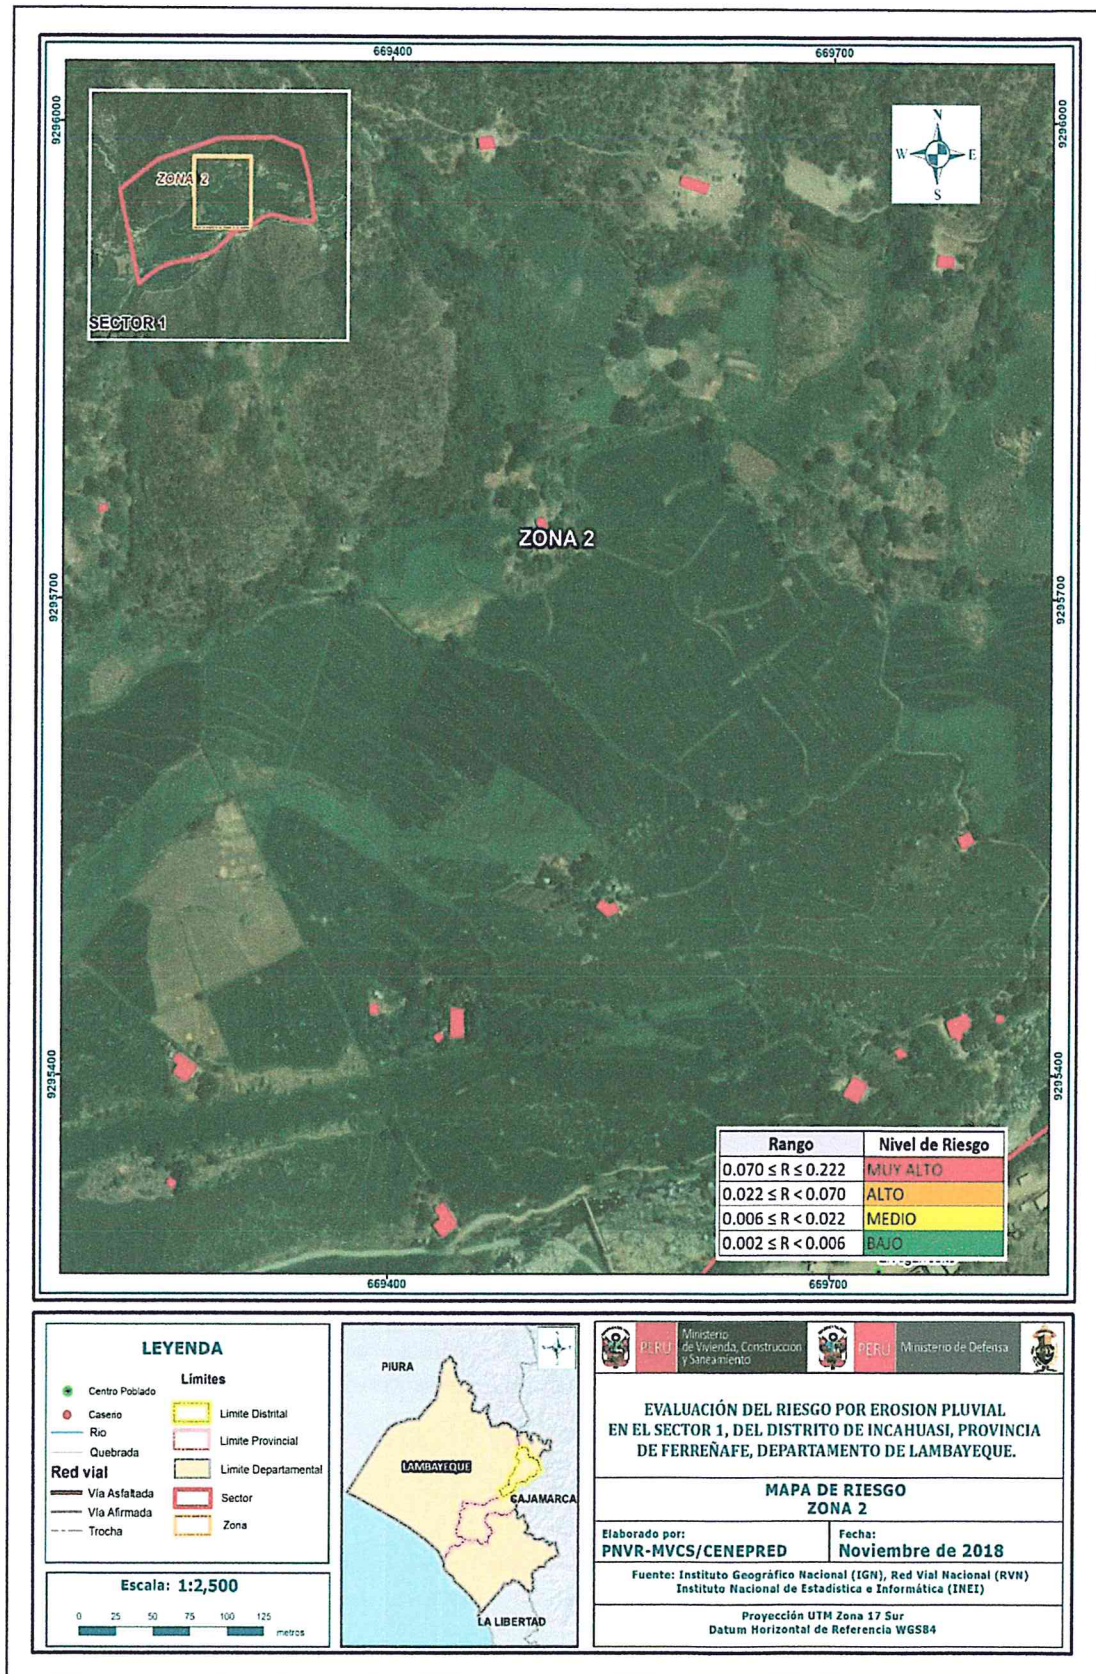 669400
669700
9296000
9296000
ZONA 2
SECTOR 1
N
W
E
S
ZONA 2
9295700
9295700
9295400
9295400
Rango
Nivel de Riesgo
0.070 ≤ R ≤ 0.222
MUY ALTO
0.022 ≤ R < 0.070
ALTO
0.006 ≤ R < 0.022
MEDIO
0.002 ≤ R < 0.006
BAJO
669400
669700
LEYENDA
Centro Poblado
Caserio
Rio
Quebrada
Red vial
Vía Asfaltada
Vía Afirmada
Trocha
Limites
Limite Distrital
Limite Provincial
Limite Departamental
Sector
Zona
Escala: 1:2,500
0 25 50 75 100 125
metros
PIURA
LAMBAYEQUE
CAJAMARCA
LA LIBERTAD
PERÚ
Ministerio
de Vivienda, Construcción
y Saneamiento
PERÚ
Ministerio de Defensa
EVALUACIÓN DEL RIESGO POR EROSION PLUVIAL
EN EL SECTOR 1, DEL DISTRITO DE INCAHUASI, PROVINCIA
DE FERREÑAFE, DEPARTAMENTO DE LAMBAYEQUE.
MAPA DE RIESGO
ZONA 2
Elaborado por:
PNVR-MVCS/CENEPRED
Fecha:
Noviembre de 2018
Fuente: Instituto Geográfico Nacional (IGN), Red Vial Nacional (RVN)
Instituto Nacional de Estadistica e Informática (INEI)
Proyección UTM Zona 17 Sur
Datum Horizontal de Referencia WGS84